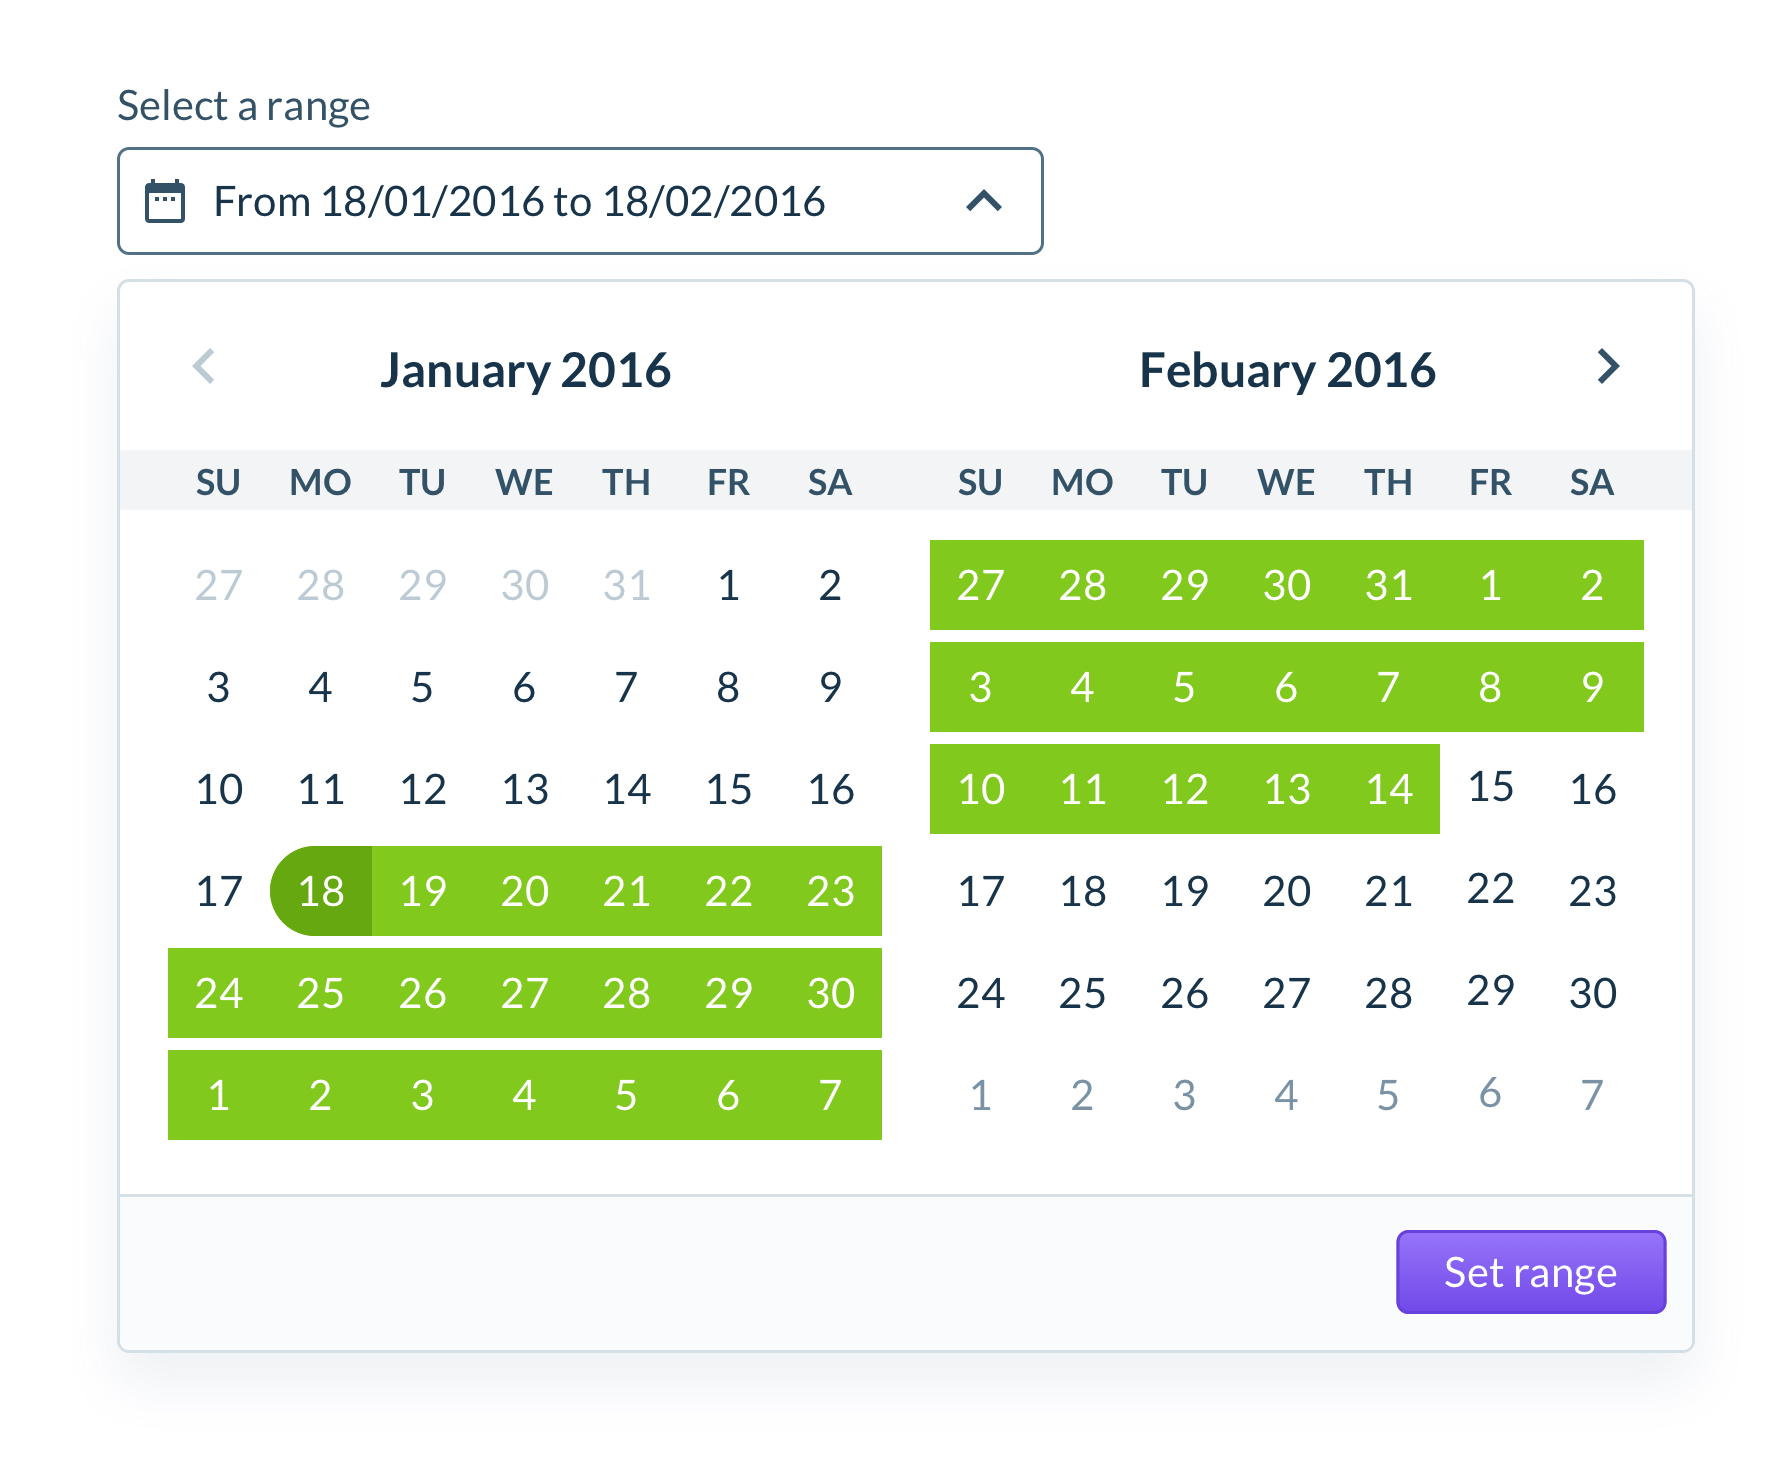 Select a range
From 18/01/2016 to 18/02/2016
January 2016 Febuary 2016
SU MO TU WE TH FR SA SU MO TU WE TH FR SA
27 28 29 30 31 1 2 27 28 29 30 31 1 2
3 4 5 6 7 8 9 3 4 5 6 7 8 9
10 11 12 13 14 15 16 10 11 12 13 14 15 16
17 18 19 20 21 22 23 17 18 19 20 21 22 23
24 25 26 27 28 29 30 24 25 26 27 28 29 30
1 2 3 4 5 6 7 1 2 3 4 5 6 7
Set range